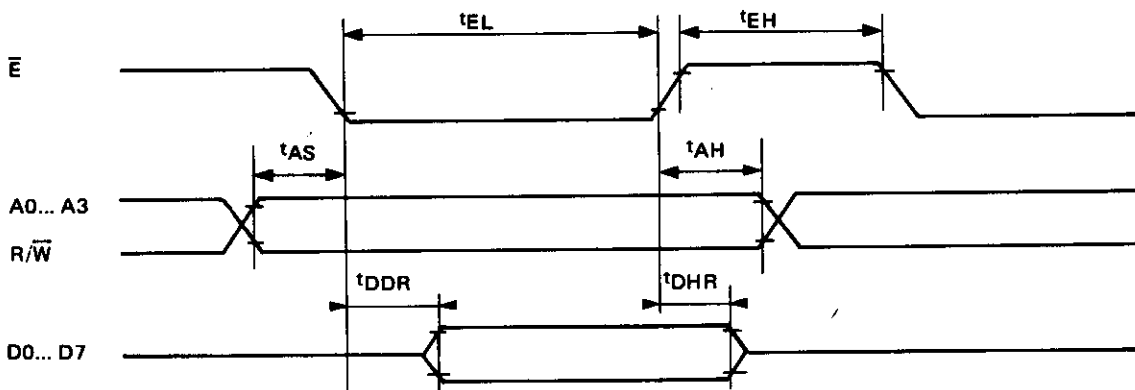 tEL
tEH
E̅
tAS
tAH
A0... A3
R/W̅
tDDR
tDHR
D0... D7